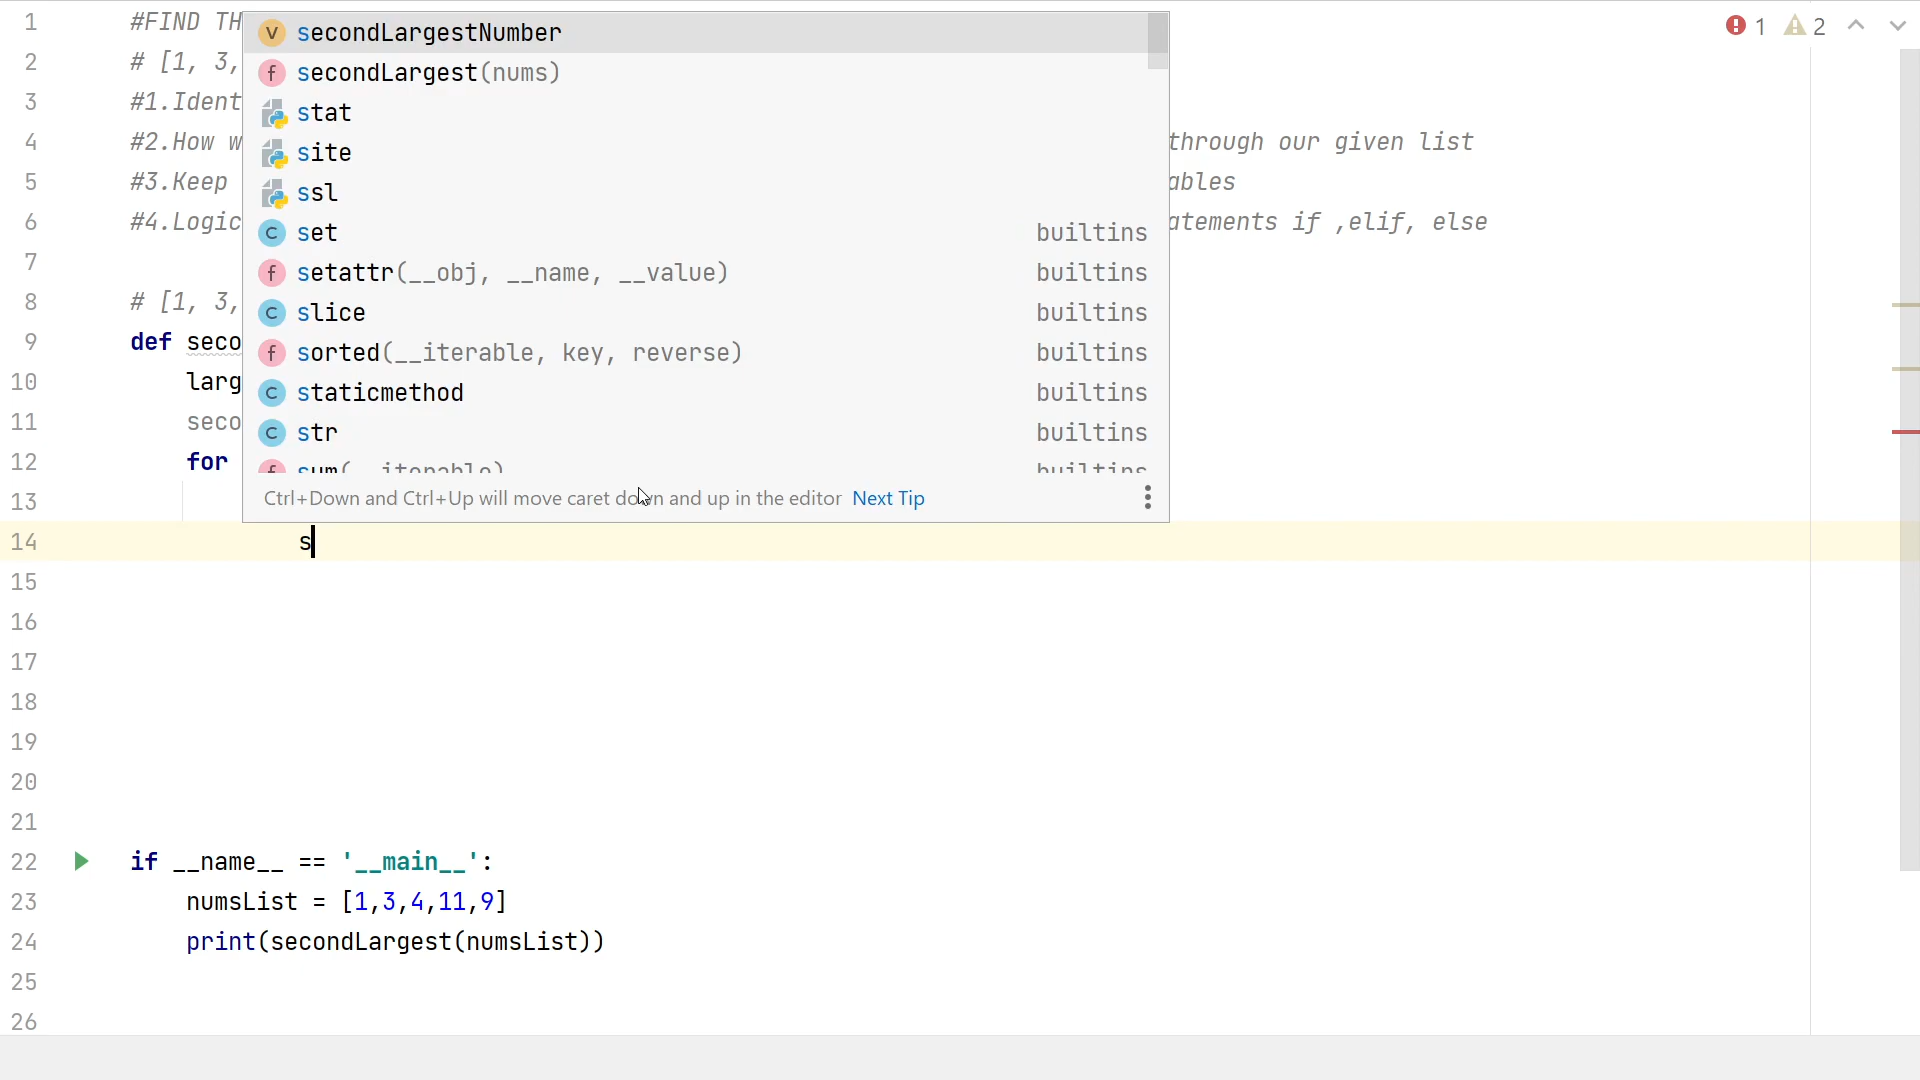 1 #FIND TH
2 # [1, 3,
3 #1.Ident
4 #2.How w through our given list
5 #3.Keep ables
6 #4.Logic atements if ,elif, else
7
8 # [1, 3,
9 def seco
10 larg
11 seco
12 for
13
secondLargestNumber
secondLargest(nums)
stat
site
ssl
set builtins
setattr(__obj, __name, __value) builtins
slice builtins
sorted(__iterable, key, reverse) builtins
staticmethod builtins
str builtins
sum(__iterable) builtins
Ctrl+Down and Ctrl+Up will move caret down and up in the editor Next Tip
1 2
14 s
15
16
17
18
19
20
21
22 if __name__ == '__main__':
23 numsList = [1,3,4,11,9]
24 print(secondLargest(numsList))
25
26